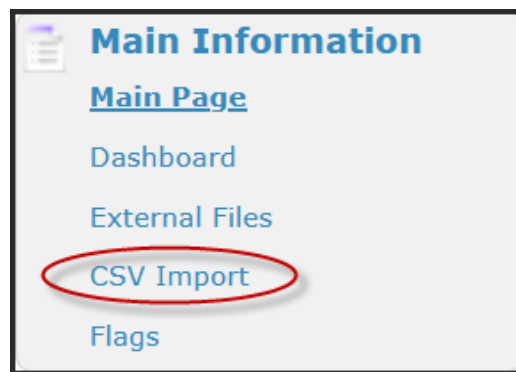 Main Information
Main Page
Dashboard
External Files
CSV Import
Flags